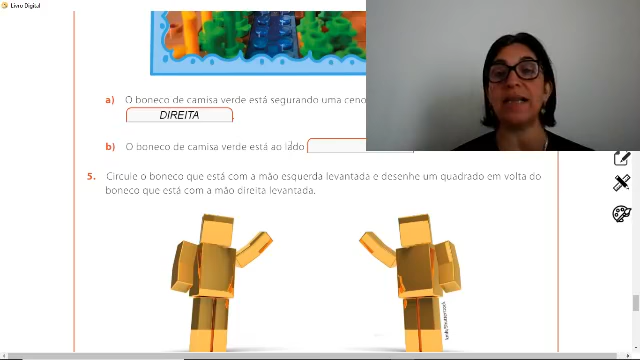 Livro Digital
a) O boneco de camisa verde está segurando uma ceno
DIREITA
b) O boneco de camisa verde está ao lado
5. Circule o boneco que está com a mão esquerda levantada e desenhe um quadrado em volta do
boneco que está com a mão direita levantada.